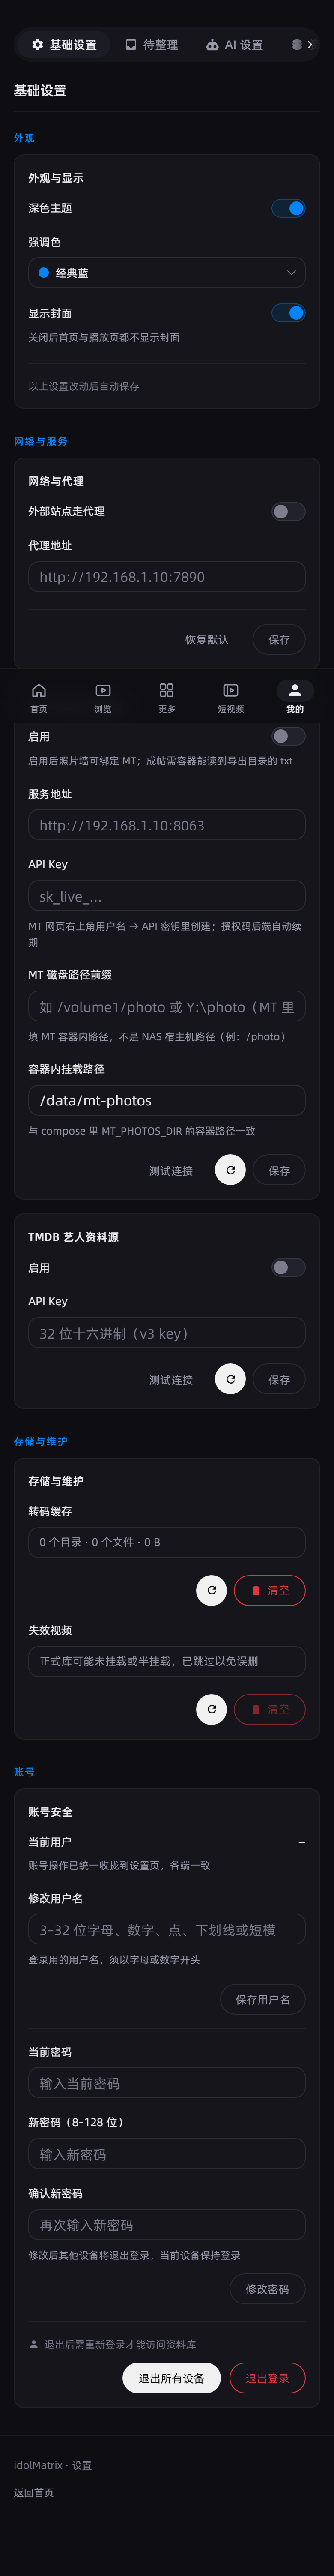 基础设置
待整理
AI 设置
基础设置
外观
外观与显示
深色主题
强调色
经典蓝
显示封面
关闭后首页与播放页都不显示封面
以上设置改动后自动保存
网络与服务
网络与代理
外部站点走代理
代理地址
http://192.168.1.10:7890
恢复默认
保存
首页
浏览
更多
短视频
我的
启用
启用后照片墙可绑定 MT；成帖需容器能读到导出目录的 txt
服务地址
http://192.168.1.10:8063
API Key
sk_live_...
MT 网页右上角用户名 → API 密钥里创建；授权码后端自动续
期
MT 磁盘路径前缀
如 /volume1/photo 或 Y:\photo（MT 里
填 MT 容器内路径，不是 NAS 宿主机路径（例：/photo）
容器内挂载路径
/data/mt-photos
与 compose 里 MT_PHOTOS_DIR 的容器路径一致
测试连接
保存
TMDB 艺人资料源
启用
API Key
32 位十六进制（v3 key）
测试连接
保存
存储与维护
存储与维护
转码缓存
0 个目录 · 0 个文件 · 0 B
清空
失效视频
正式库可能未挂载或半挂载，已跳过以免误删
清空
账号
账号安全
当前用户
–
账号操作已统一收拢到设置页，各端一致
修改用户名
3-32 位字母、数字、点、下划线或短横
登录用的用户名，须以字母或数字开头
保存用户名
当前密码
输入当前密码
新密码（8-128 位）
输入新密码
确认新密码
再次输入新密码
修改后其他设备将退出登录，当前设备保持登录
修改密码
退出后需重新登录才能访问资料库
退出所有设备
退出登录
idolMatrix · 设置
返回首页